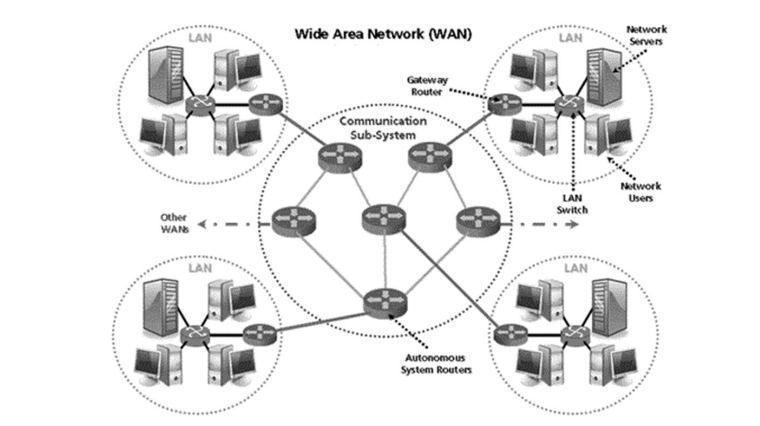 LAN
Wide Area Network (WAN)
LAN
Network
Servers
Gateway
Router
Communication
Sub-System
LAN
Switch
Network
Users
Other
WANs
LAN
LAN
Autonomous
System Routers